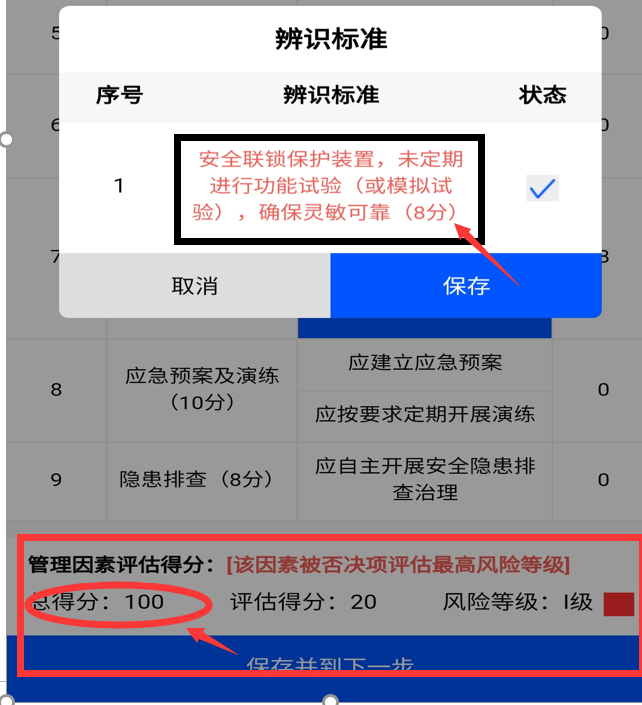 5
0
辨识标准
序号 辨识标准 状态
6
0
1
安全联锁保护装置，未定期
进行功能试验（或模拟试
验），确保灵敏可靠（8分）
7
8
取消 保存
8
应急预案及演练
（10分）
应建立应急预案
应按要求定期开展演练
0
9
隐患排查（8分）
应自主开展安全隐患排
查治理
0
管理因素评估得分：[该因素被否决项评估最高风险等级]
总得分：100 评估得分：20 风险等级：I级
保存并到下一步